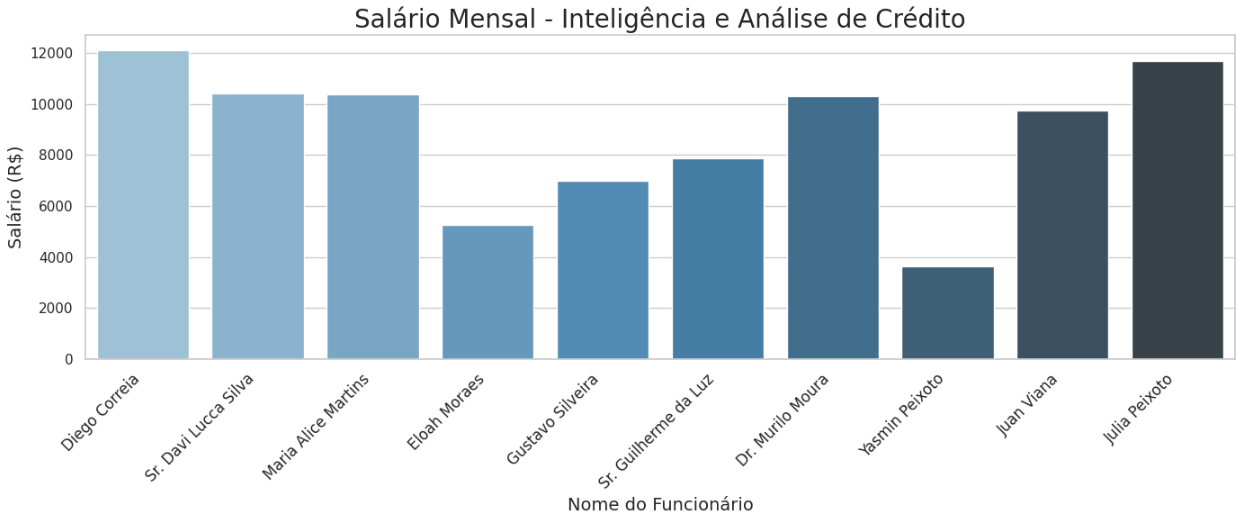 Salário Mensal - Inteligência e Análise de Crédito
Salário (R$)
12000
10000
8000
6000
4000
2000
0
Diego Correia
Sr. Davi Lucca Silva
Maria Alice Martins
Eloah Moraes
Gustavo Silveira
Sr. Guilherme da Luz
Dr. Murilo Moura
Yasmin Peixoto
Juan Viana
Julia Peixoto
Nome do Funcionário